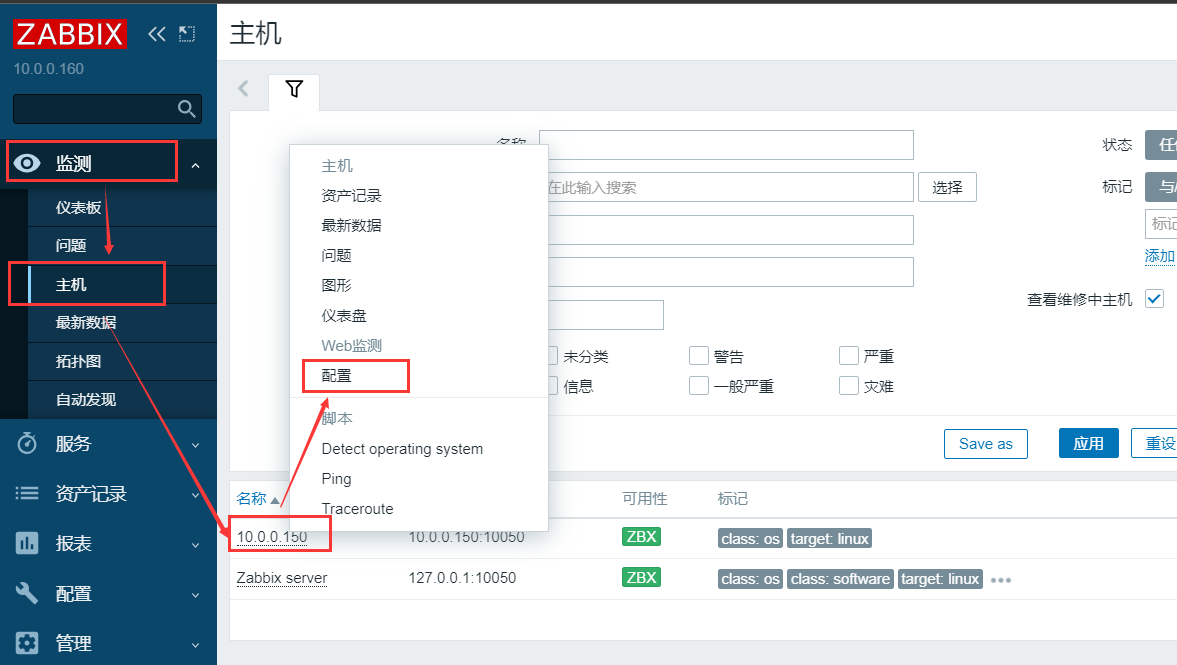 ZABBIX
10.0.0.160
监测
仪表板
问题
主机
最新数据
拓扑图
自动发现
服务
资产记录
报表
配置
管理
主机
名称
在此输入搜索
选择
状态
标记
与/
标记
添加
查看维修中主机
未分类
警告
严重
信息
一般严重
灾难
Save as
应用
重设
主机
资产记录
最新数据
问题
图形
仪表盘
Web监测
配置
脚本
Detect operating system
Ping
Traceroute
名称
可用性
标记
10.0.0.150
10.0.0.150:10050
ZBX
class: os
target: linux
Zabbix server
127.0.0.1:10050
ZBX
class: os
class: software
target: linux